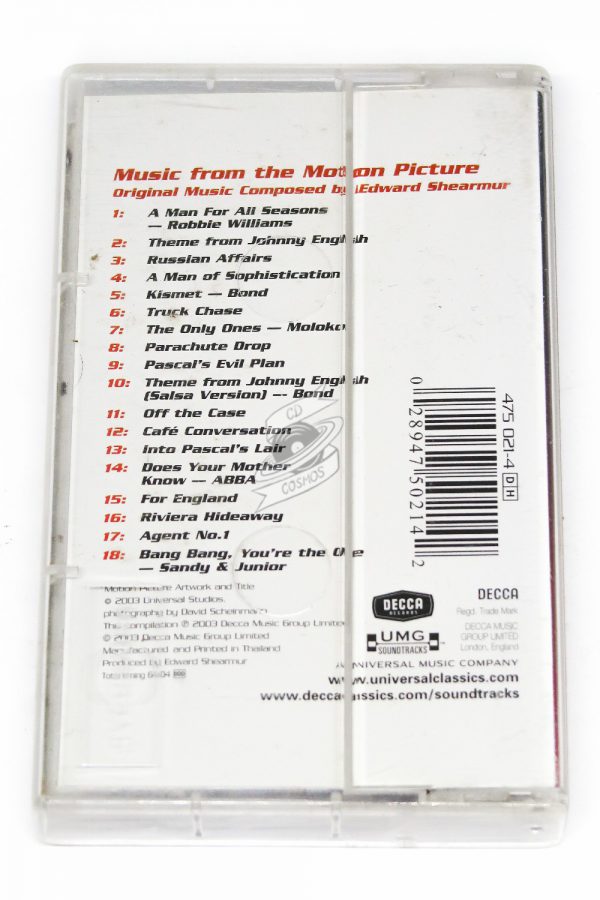 Music from the Motion Picture
Original Music Composed by Edward Shearmur
1: A Man For All Seasons
— Robbie Williams
2: Theme from Johnny English
3: Russian Affairs
4: A Man of Sophistication
5: Kismet — Bond
6: Truck Chase
7: The Only Ones — Moloko
8: Parachute Drop
9: Pascal's Evil Plan
10: Theme from Johnny English
(Salsa Version) — Bond
11: Off the Case
12: Café Conversation
13: Into Pascal's Lair
14: Does Your Mother
Know — ABBA
15: For England
16: Riviera Hideaway
17: Agent No.1
18: Bang Bang, You're the One
— Sandy & Junior
CD
COSMOS
475 021-4 DH
0 28947 50214 2
Motion Picture Artwork and Title
© 2003 Universal Studios.
photography by David Scheinmann
This compilation ℗ 2003 Decca Music Group Limited
© 2003 Decca Music Group Limited
Manufactured and Printed in Thailand
Produced by Edward Shearmur
DECCA
RECORDS
UMG
SOUNDTRACKS
DECCA
Regd. Trade Mark
DECCA MUSIC
GROUP LIMITED
London, England
A UNIVERSAL MUSIC COMPANY
www.universalclassics.com
www.deccaclassics.com/soundtracks